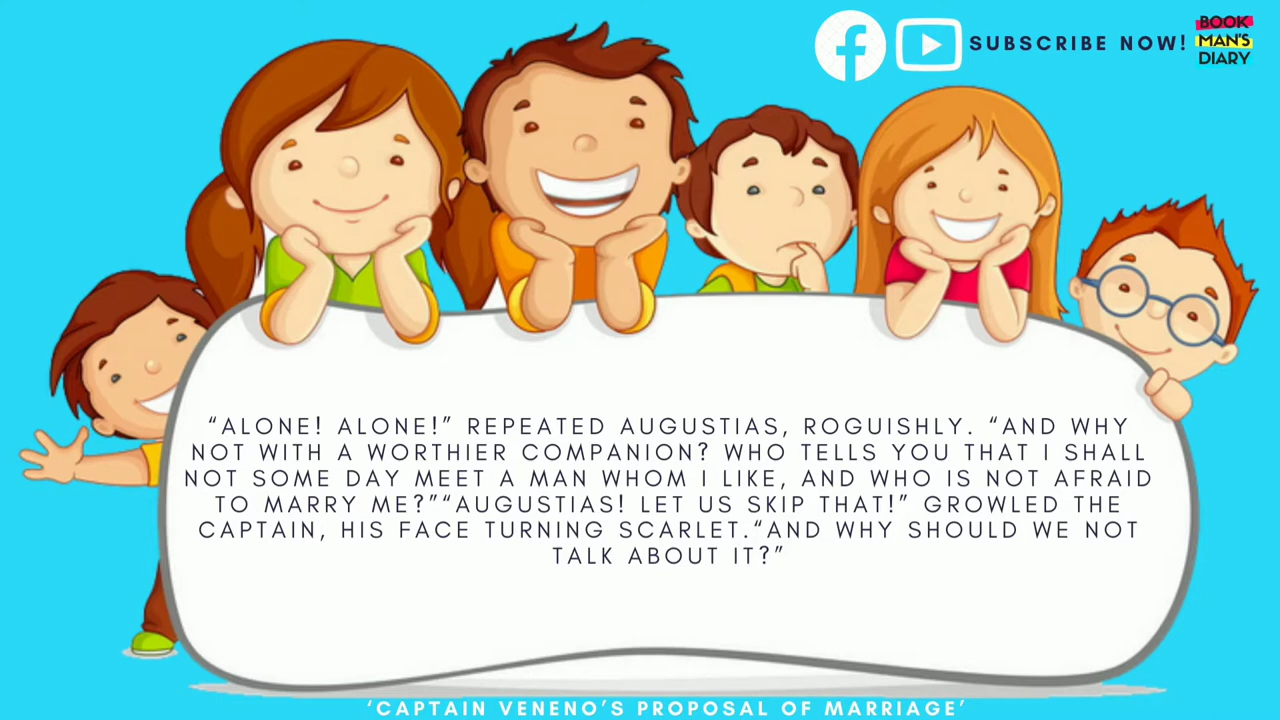 SUBSCRIBE NOW!
BOOK
MAN'S
DIARY
“ALONE! ALONE!” REPEATED AUGUSTIAS, ROGUISHLY. “AND WHY
NOT WITH A WORTHIER COMPANION? WHO TELLS YOU THAT I SHALL
NOT SOME DAY MEET A MAN WHOM I LIKE, AND WHO IS NOT AFRAID
TO MARRY ME?”“AUGUSTIAS! LET US SKIP THAT!” GROWLED THE
CAPTAIN, HIS FACE TURNING SCARLET.“AND WHY SHOULD WE NOT
TALK ABOUT IT?”
‘CAPTAIN VENENO’S PROPOSAL OF MARRIAGE’